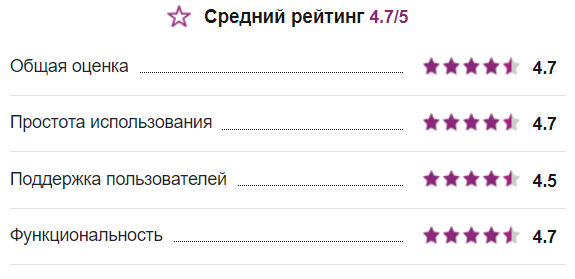 Средний рейтинг 4.7/5
Общая оценка 4.7
Простота использования 4.7
Поддержка пользователей 4.5
Функциональность 4.7